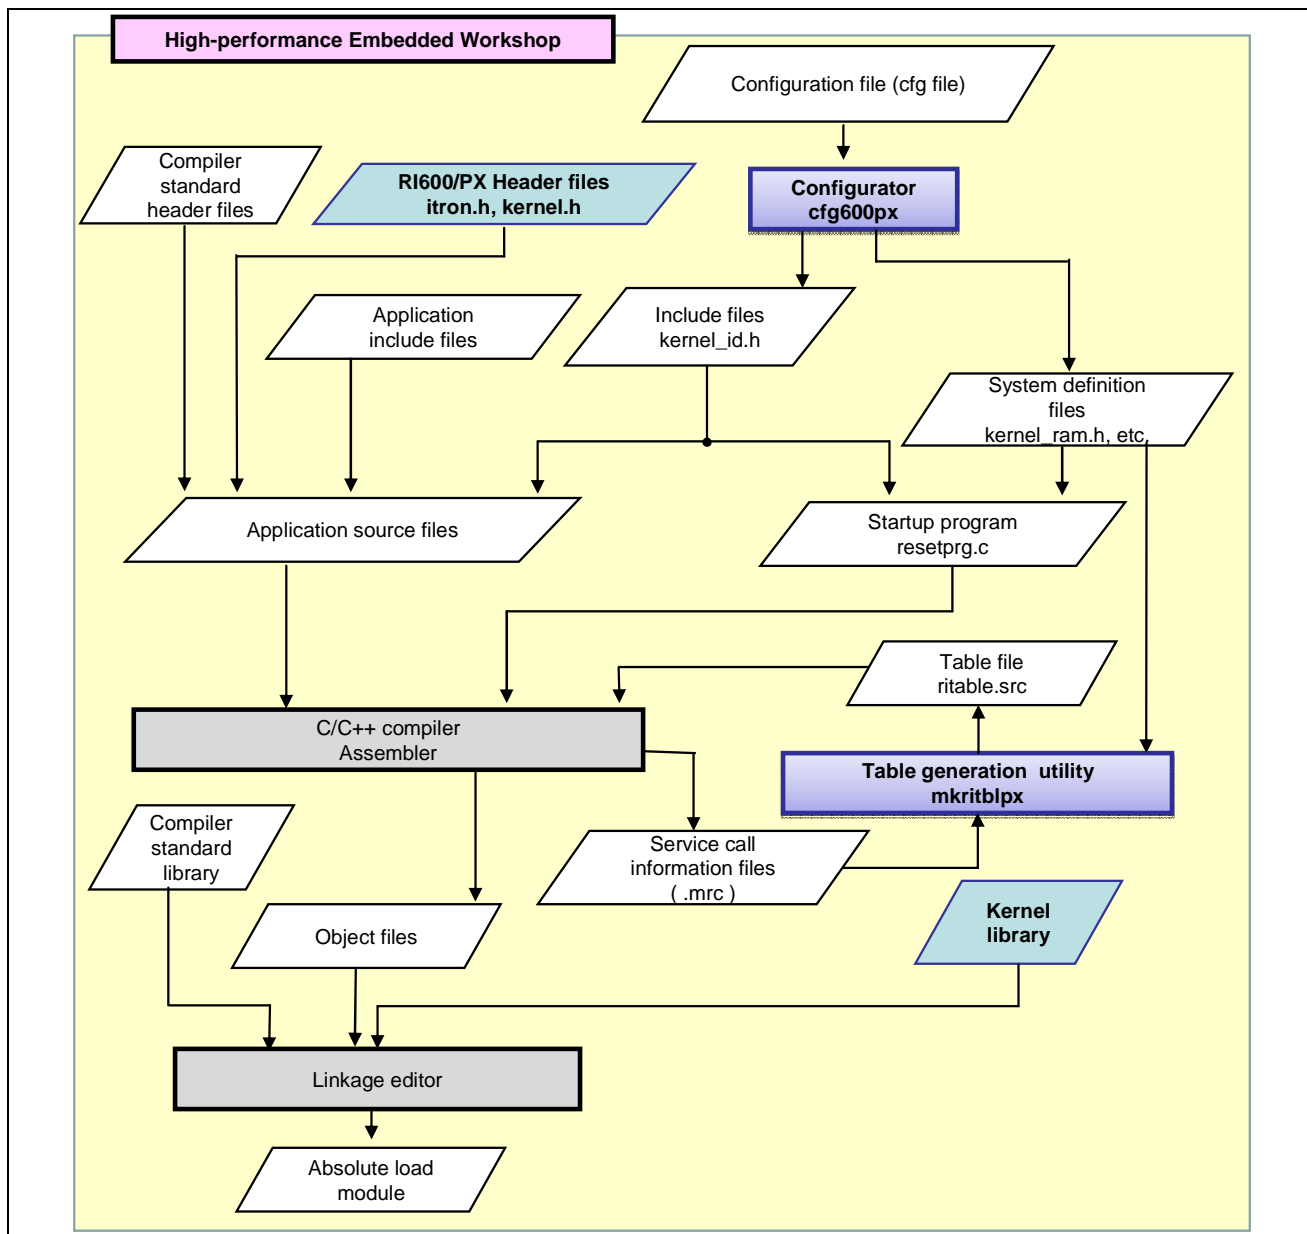 High-performance Embedded Workshop
Configuration file (cfg file)
Compiler
standard
header files
RI600/PX Header files
itron.h, kernel.h
Configurator
cfg600px
Application
include files
Include files
kernel_id.h
System definition
files
kernel_ram.h, etc.
Application source files
Startup program
resetprg.c
Table file
ritable.src
C/C++ compiler
Assembler
Table generation utility
mkritblpx
Compiler
standard
library
Service call
information files
( .mrc )
Kernel
library
Object files
Linkage editor
Absolute load
module